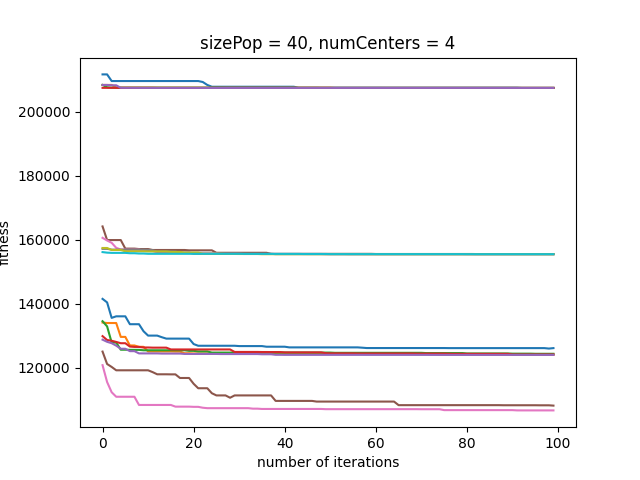 sizePop = 40, numCenters = 4
200000
180000
160000
140000
120000
fitness
0 20 40 60 80 100
number of iterations